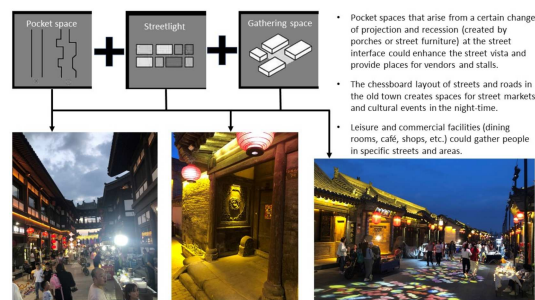 Pocket space
Streetlight
Gathering space
• Pocket spaces that arise from a certain change
of projection and recession (created by
porches or street furniture) at the street
interface could enhance the street vista and
provide places for vendors and stalls.
• The chessboard layout of streets and roads in
the old town creates spaces for street markets
and cultural events in the night-time.
• Leisure and commercial facilities (dining
rooms, café, shops, etc.) could gather people
in specific streets and areas.